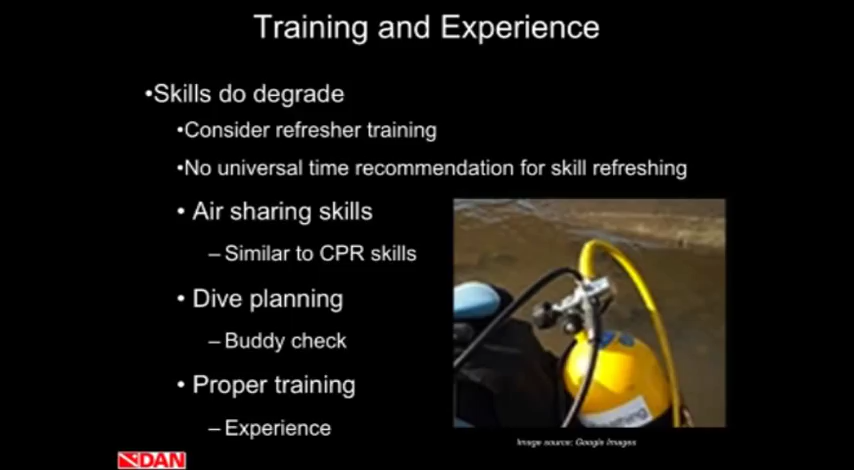 Training and Experience
•Skills do degrade
•Consider refresher training
•No universal time recommendation for skill refreshing
• Air sharing skills
– Similar to CPR skills
• Dive planning
– Buddy check
• Proper training
– Experience
Image source: Google Images
DAN